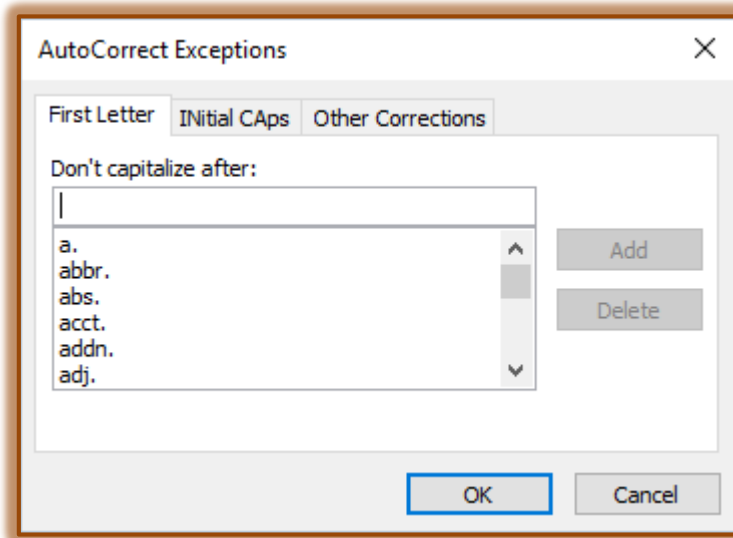 AutoCorrect Exceptions
First Letter INitial CAps Other Corrections
Don't capitalize after:
a.
abbr.
abs.
acct.
addn.
adj.
Add
Delete
OK Cancel